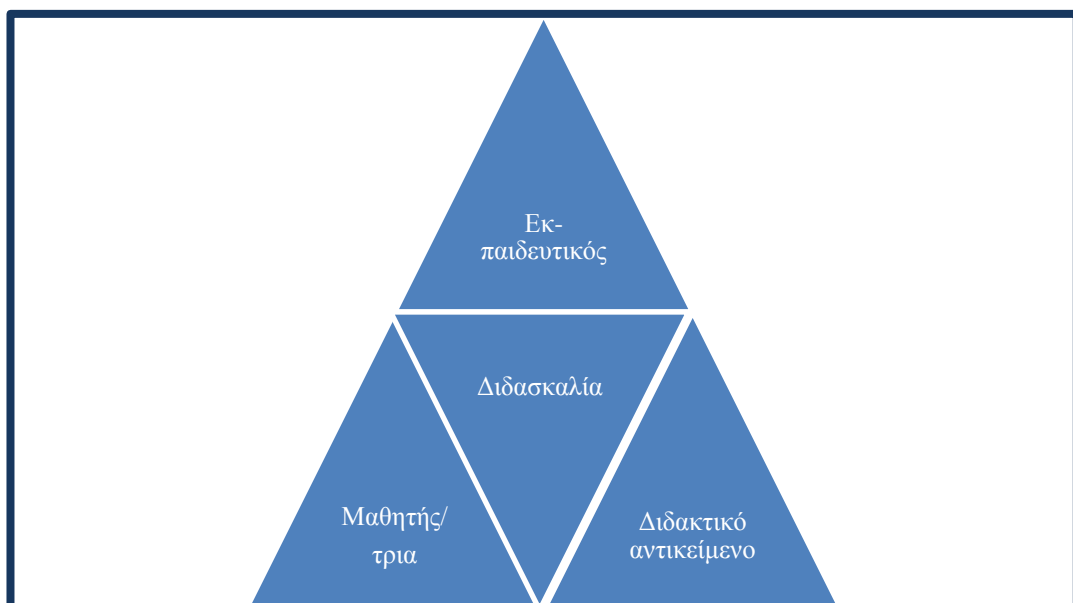 Εκ-
παιδευτικός
Διδασκαλία
Μαθητής/
τρια
Διδακτικό
αντικείμενο